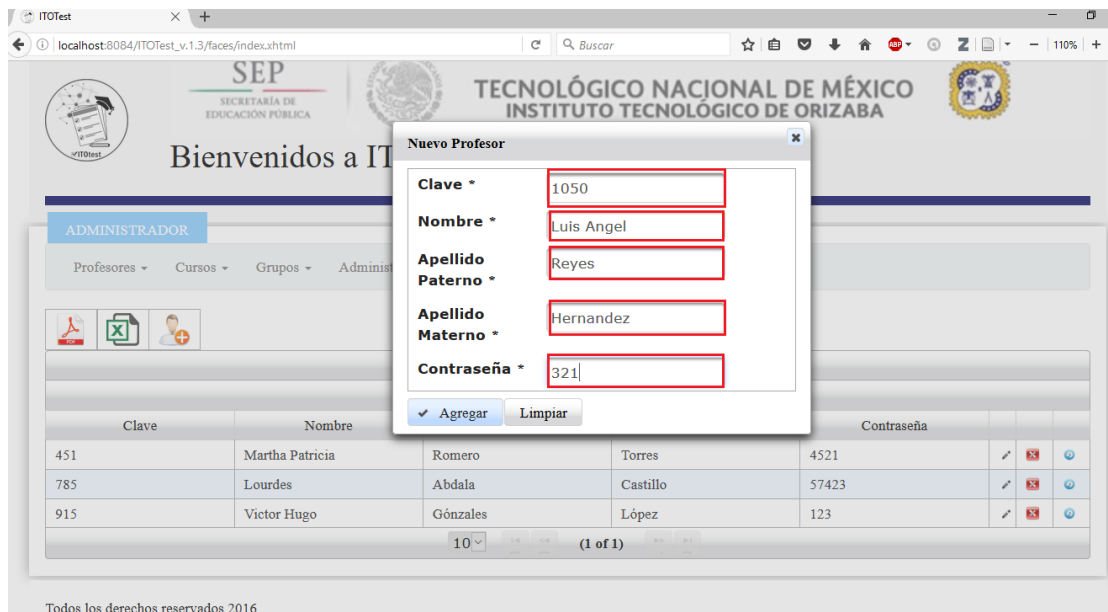 ITOTest
localhost:8084/ITOTest_v.1.3/faces/index.xhtml
Buscar
ABP
110%
SEP
SECRETARÍA DE
EDUCACIÓN PÚBLICA
TECNOLÓGICO NACIONAL DE MÉXICO
INSTITUTO TECNOLÓGICO DE ORIZABA
ITOtest
Bienvenidos a IT
ADMINISTRADOR
Profesores Cursos Grupos Administ
PDF
Nuevo Profesor
Clave * 1050
Nombre * Luis Angel
Apellido Paterno * Reyes
Apellido Materno * Hernandez
Contraseña * 321
Agregar Limpiar
Clave Nombre Contraseña
451 Martha Patricia Romero Torres 4521
785 Lourdes Abdala Castillo 57423
915 Victor Hugo Gónzales López 123
10 (1 of 1)
Todos los derechos reservados 2016